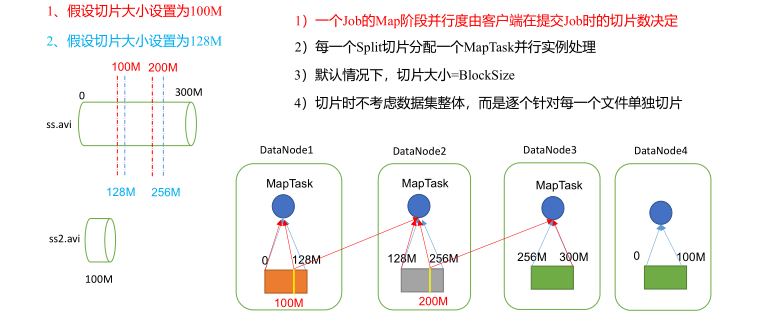 1、假设切片大小设置为100M
2、假设切片大小设置为128M
100M 200M
0 300M
ss.avi
128M 256M
ss2.avi
100M
1）一个Job的Map阶段并行度由客户端在提交Job时的切片数决定
2）每一个Split切片分配一个MapTask并行实例处理
3）默认情况下，切片大小=BlockSize
4）切片时不考虑数据集整体，而是逐个针对每一个文件单独切片
DataNode1 DataNode2 DataNode3 DataNode4
MapTask MapTask MapTask
0 128M 128M 256M 256M 300M 0 100M
100M 200M